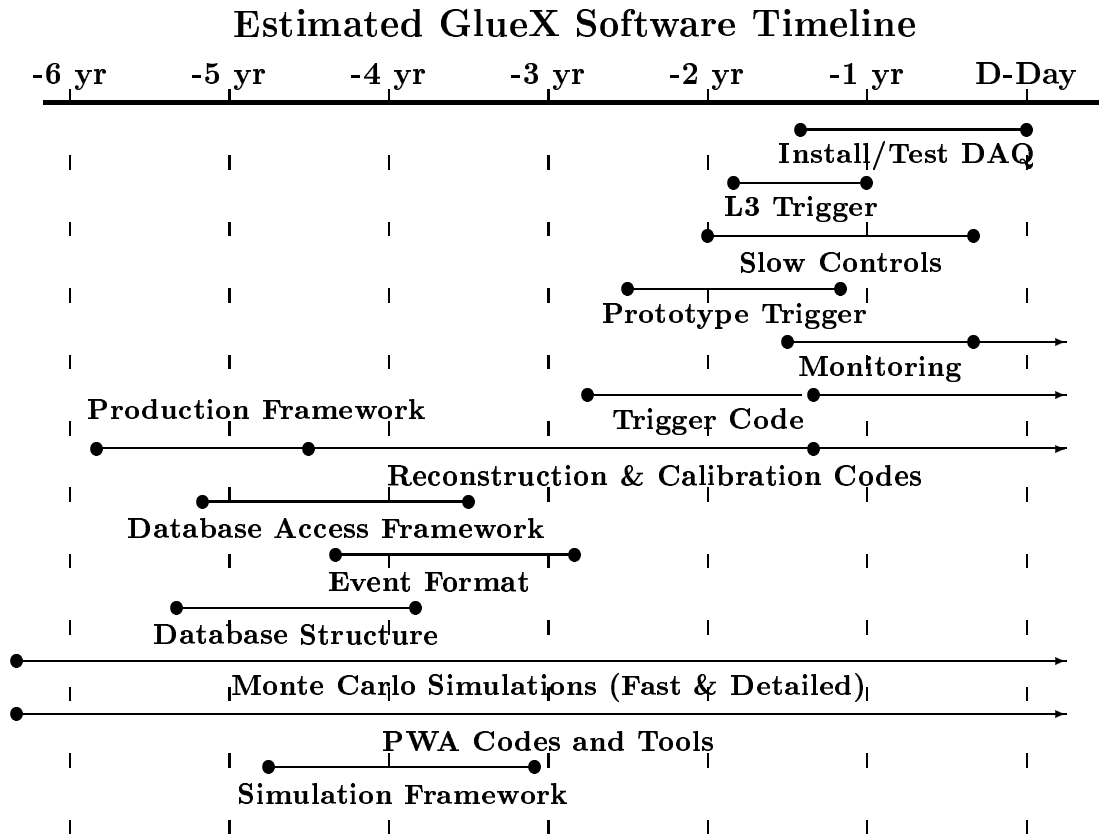 Estimated GlueX Software Timeline
-6 yr -5 yr -4 yr -3 yr -2 yr -1 yr D-Day
Install/Test DAQ
L3 Trigger
Slow Controls
Prototype Trigger
Monitoring
Production Framework
Trigger Code
Reconstruction & Calibration Codes
Database Access Framework
Event Format
Database Structure
Monte Carlo Simulations (Fast & Detailed)
PWA Codes and Tools
Simulation Framework